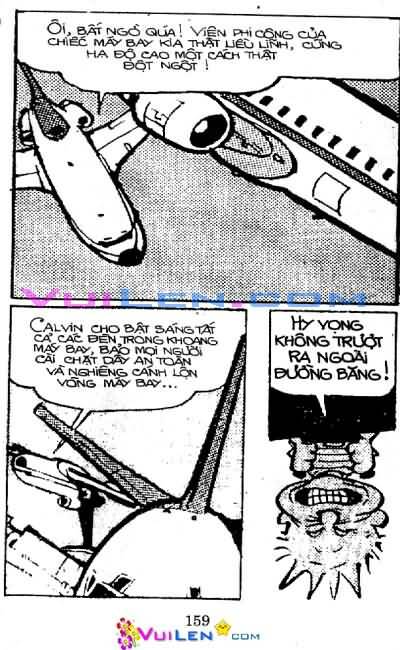 ÔI, BẤT NGỜ QUÁ! VIÊN PHI CÔNG CỦA
CHIẾC MÁY BAY KIA THẬT LIỀU LĨNH, CŨNG
HẠ ĐỘ CAO MỘT CÁCH THẬT
ĐỘT NGỘT!
VUILEN.COM
CALVIN CHO BẬT SÁNG TẤT
CẢ CÁC ĐÈN TRONG KHOANG
MÁY BAY, BẢO MỌI NGƯỜI
CÀI CHẶT DÂY AN TOÀN
VÀ NGHIÊNG CÁNH LỘN
VÒNG MÁY BAY...
HY VỌNG
KHÔNG TRƯỢT
RA NGOÀI
ĐƯỜNG BĂNG!
159
VUILEN.COM